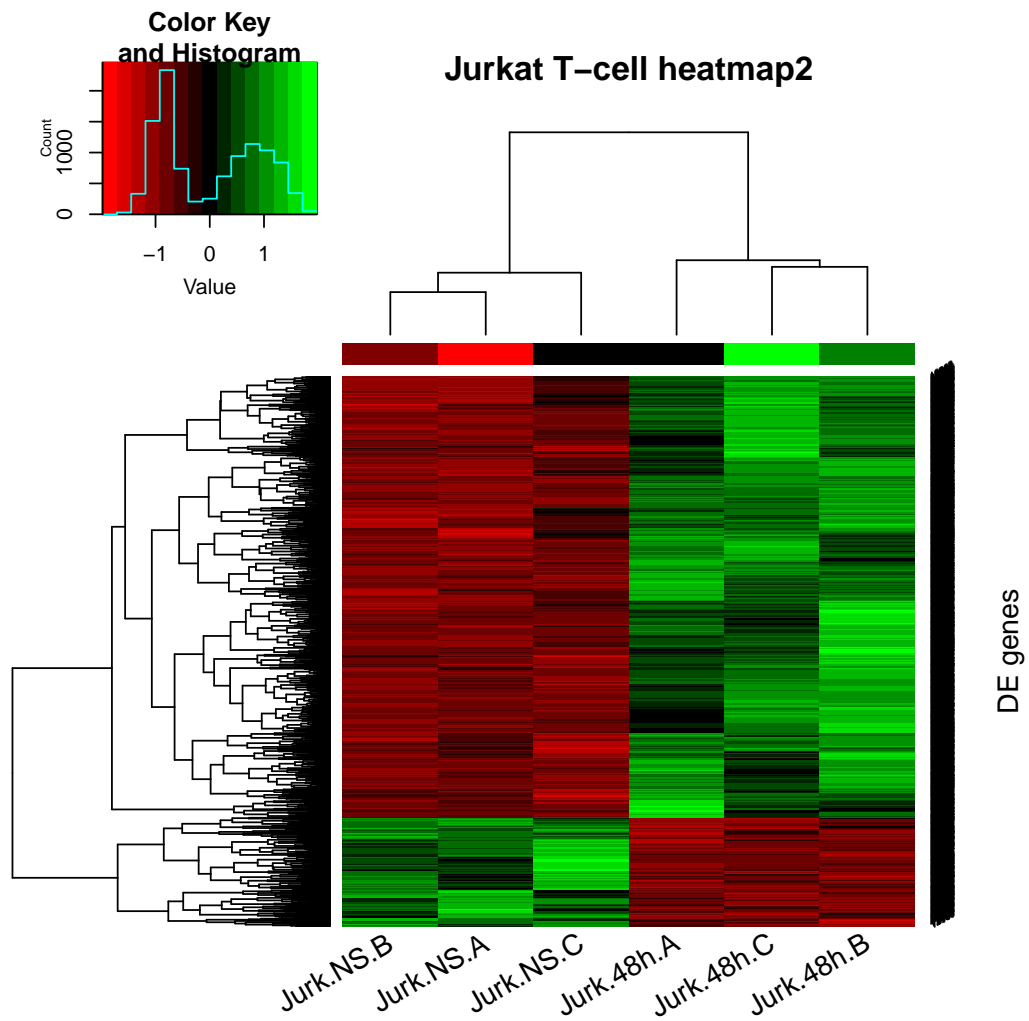 Color Key
and Histogram
Jurkat T−cell heatmap2
Count
0
1000
−1
0
1
Value
DE genes
Jurk.NS.B
Jurk.NS.A
Jurk.NS.C
Jurk.48h.A
Jurk.48h.C
Jurk.48h.B